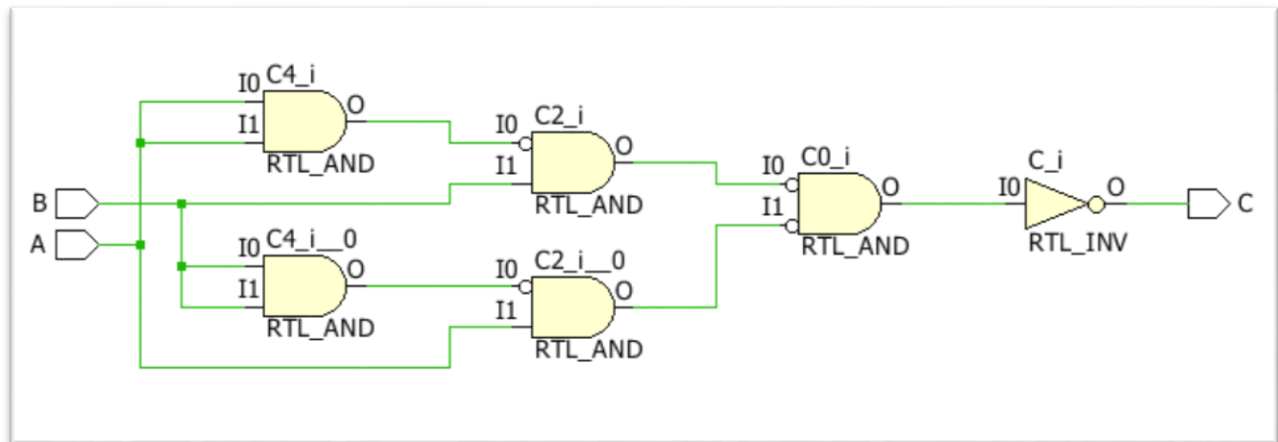 C4_i
I0
O
I1
RTL_AND
C2_i
I0
O
I1
RTL_AND
C0_i
I0
O
I1
RTL_AND
C_i
I0
O
RTL_INV
B
A
C
C4_i__0
I0
O
I1
RTL_AND
C2_i__0
I0
O
I1
RTL_AND